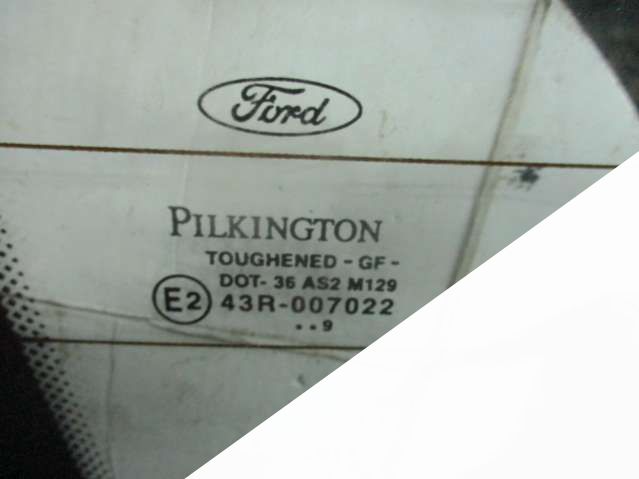 Ford
PILKINGTON
TOUGHENED - GF -
DOT- 36 AS2 M129
E2 43R-007022
..9